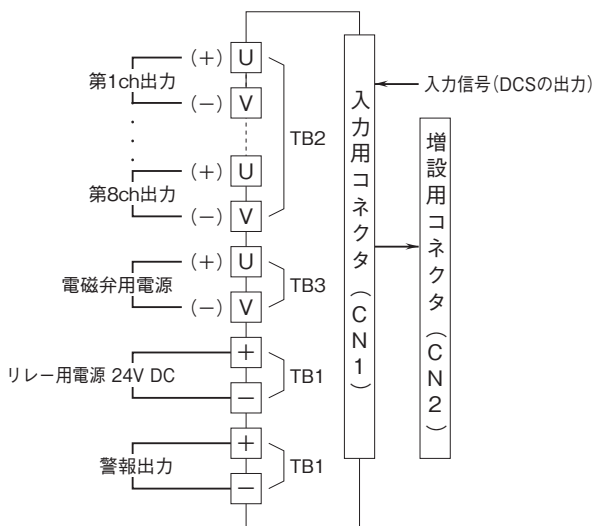 第1ch出力
(+) U
(−) V
・・・・・
第8ch出力
(+) U
(−) V
TB2
電磁弁用電源
(+) U
(−) V
TB3
リレー用電源 24V DC
+
−
TB1
警報出力
+
−
TB1
入力用コネクタ(CN1)
入力信号(DCSの出力)
増設用コネクタ(CN2)